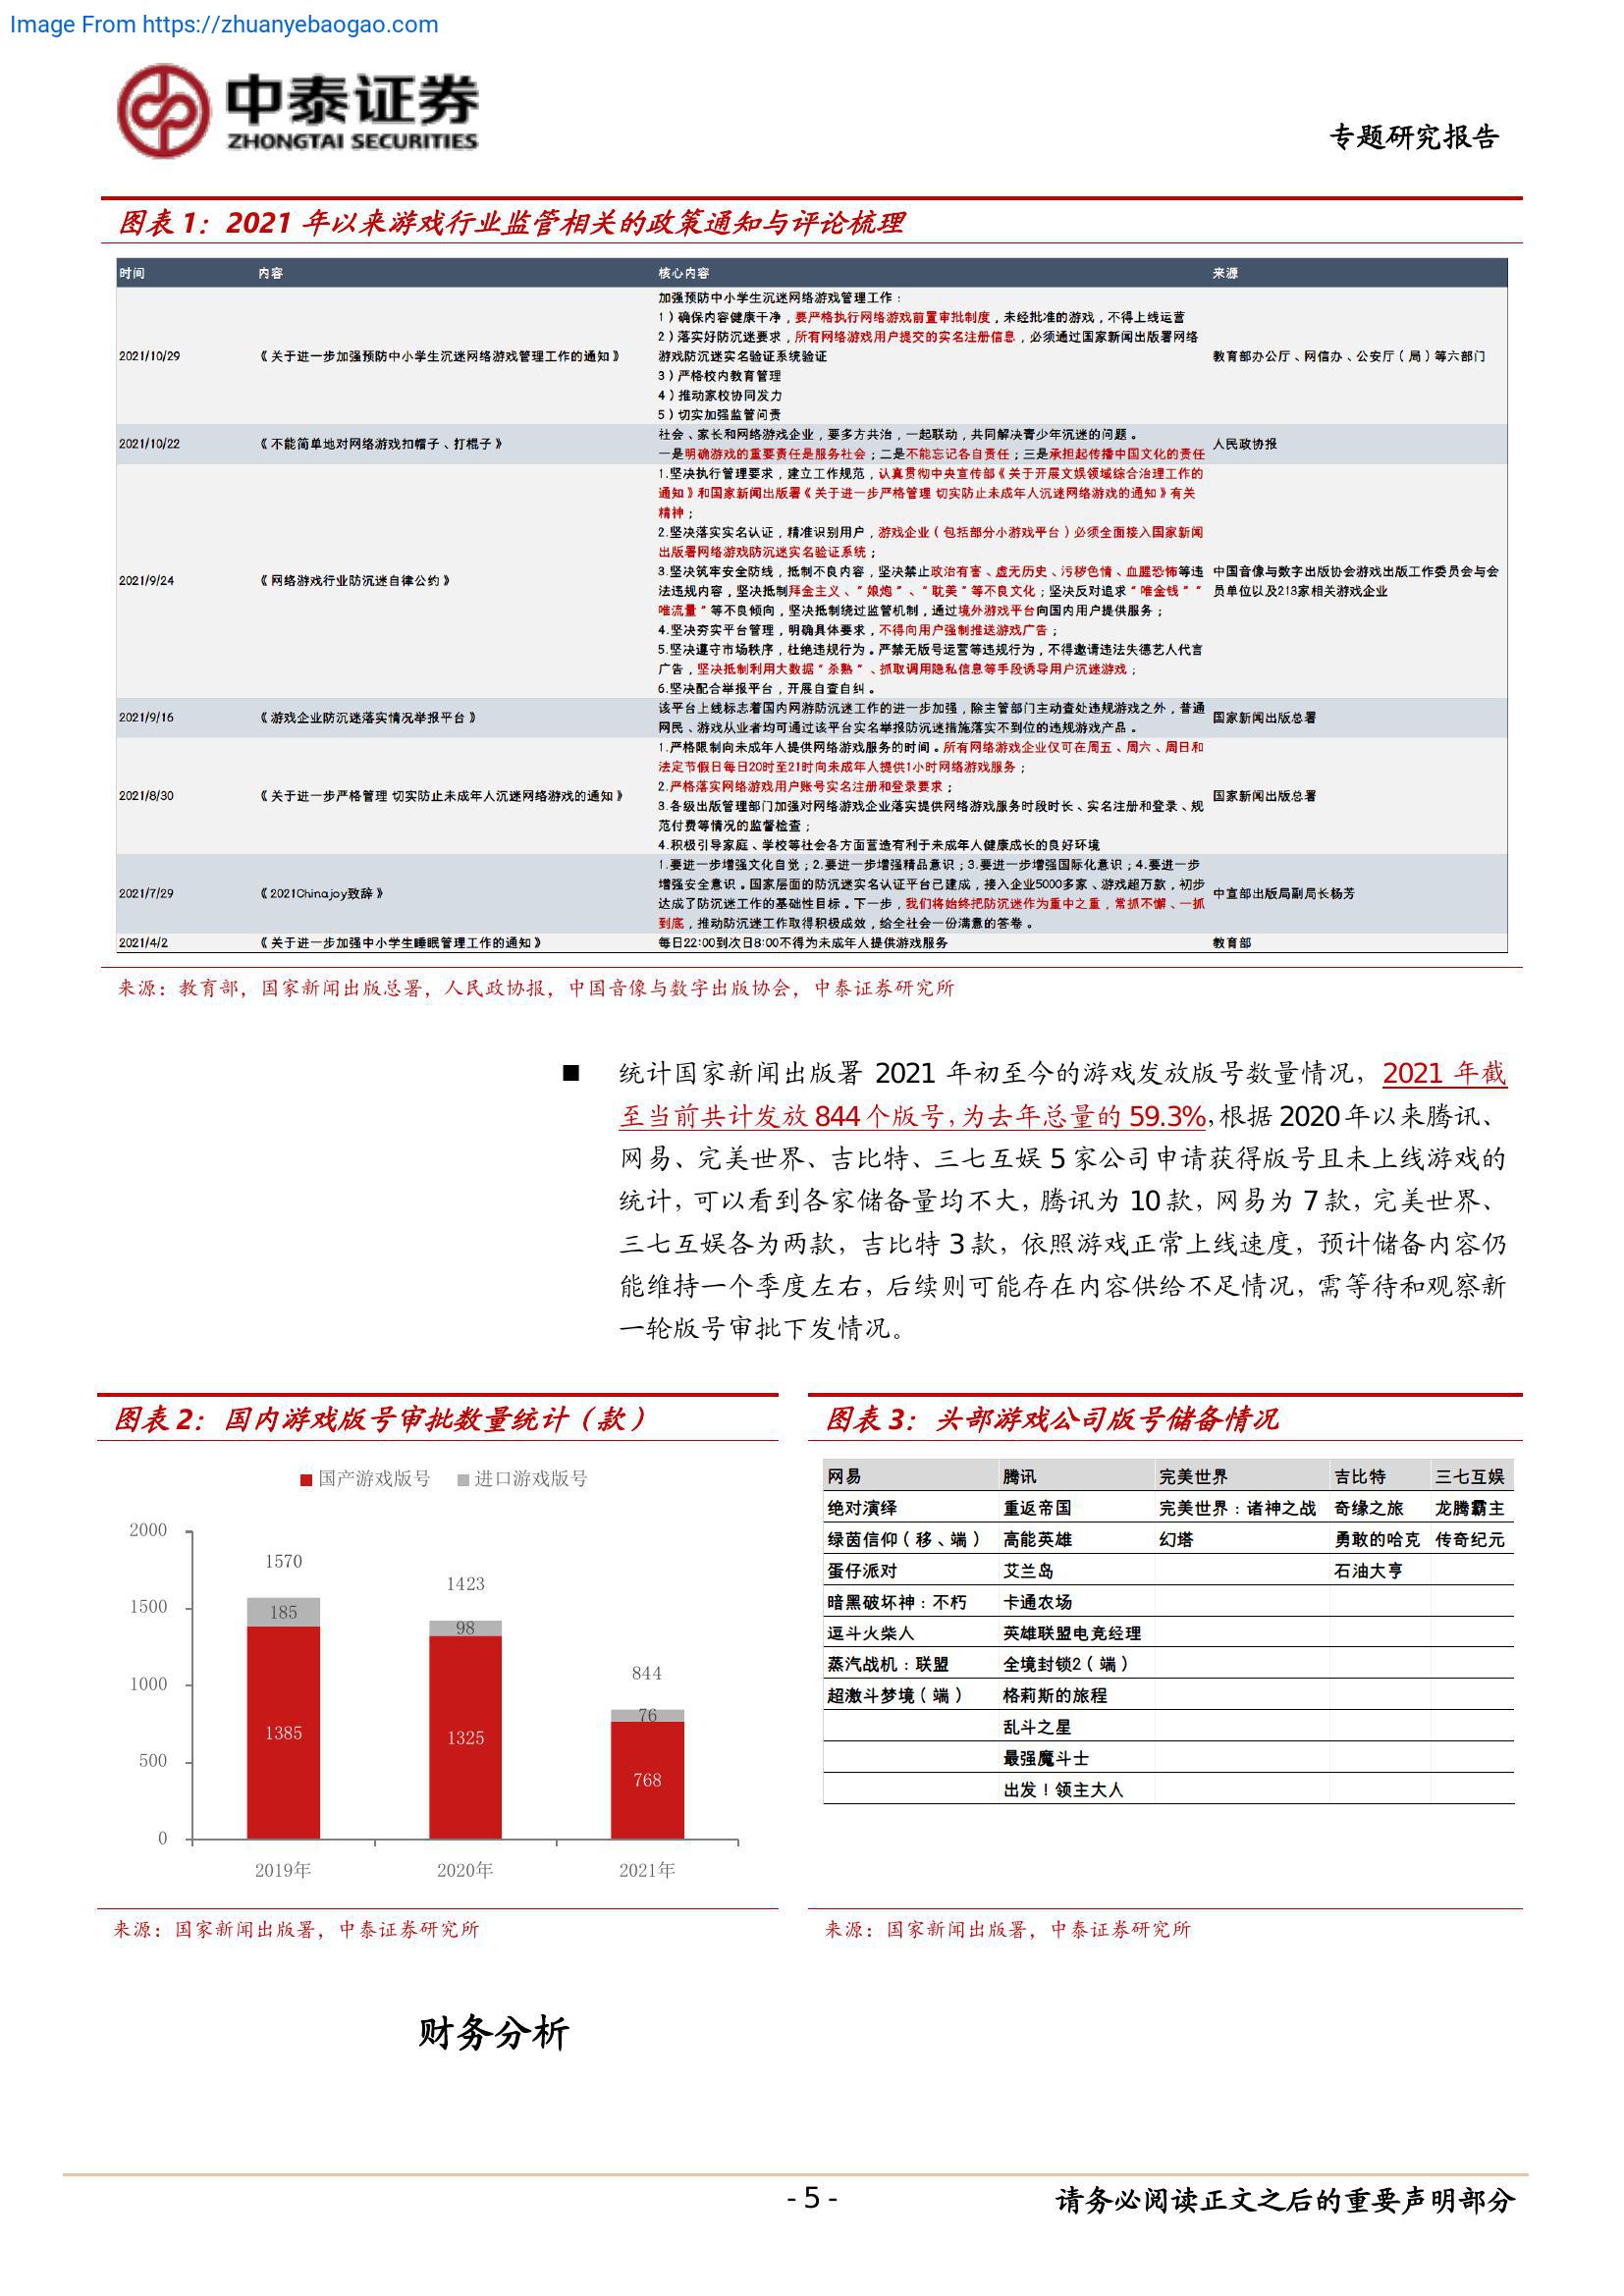 Image From https://zhuanyebaogao.com
中泰证券
ZHONGTAI SECURITIES
专题研究报告
图表 1：2021 年以来游戏行业监管相关的政策通知与评论梳理
时间 内容 核心内容 来源
加强预防中小学生沉迷网络游戏管理工作：
1）确保内容健康干净，要严格执行网络游戏前置审批制度，未经批准的游戏，不得上线运营
2）落实好防沉迷要求，所有网络游戏用户提交的实名注册信息，必须通过国家新闻出版署网络
2021/10/29 《关于进一步加强预防中小学生沉迷网络游戏管理工作的通知》 游戏防沉迷实名验证系统验证 教育部办公厅、网信办、公安厅（局）等六部门
3）严格校内教育管理
4）推动家校协同发力
5）切实加强监管问责
2021/10/22 《不能简单地对网络游戏扣帽子、打棍子》 社会、家长和网络游戏企业，要多方共治，一起联动，共同解决青少年沉迷的问题。 人民政协报
一是明确游戏的重要责任是服务社会；二是不能忘记各自责任；三是承担起传播中国文化的责任
1.坚决执行管理要求，建立工作规范，认真贯彻中央宣传部《关于开展文娱领域综合治理工作的
通知》和国家新闻出版署《关于进一步严格管理 切实防止未成年人沉迷网络游戏的通知》有关
精神；
2.坚决落实实名认证，精准识别用户，游戏企业（包括部分小游戏平台）必须全面接入国家新闻
出版署网络游戏防沉迷实名验证系统；
2021/9/24 《网络游戏行业防沉迷自律公约》 3.坚决筑牢安全防线，抵制不良内容，坚决禁止政治有害、虚无历史、污秽色情、血腥恐怖等违 中国音像与数字出版协会游戏出版工作委员会与会
法违规内容，坚决抵制拜金主义、“娘炮”、“耽美”等不良文化；坚决反对追求“唯金钱”“ 员单位以及213家相关游戏企业
唯流量”等不良倾向，坚决抵制绕过监管机制，通过境外游戏平台向国内用户提供服务；
4.坚决夯实平台管理，明确具体要求，不得向用户强制推送游戏广告；
5.坚决遵守市场秩序，杜绝违规行为。严禁无版号运营等违规行为，不得邀请违法失德艺人代言
广告，坚决抵制利用大数据“杀熟”、抓取调用隐私信息等手段诱导用户沉迷游戏；
6.坚决配合举报平台，开展自查自纠。
2021/9/16 《游戏企业防沉迷落实情况举报平台》 该平台上线标志着国内网游防沉迷工作的进一步加强，除主管部门主动查处违规游戏之外，普通 国家新闻出版总署
网民、游戏从业者均可通过该平台实名举报防沉迷措施落实不到位的违规游戏产品。
1.严格限制向未成年人提供网络游戏服务的时间。所有网络游戏企业仅可在周五、周六、周日和
法定节假日每日20时至21时向未成年人提供1小时网络游戏服务；
2.严格落实网络游戏用户账号实名注册和登录要求；
2021/8/30 《关于进一步严格管理 切实防止未成年人沉迷网络游戏的通知》 3.各级出版管理部门加强对网络游戏企业落实提供网络游戏服务时段时长、实名注册和登录、规 国家新闻出版总署
范付费等情况的监督检查；
4.积极引导家庭、学校等社会各方面营造有利于未成年人健康成长的良好环境
1.要进一步增强文化自觉；2.要进一步增强精品意识；3.要进一步增强国际化意识；4.要进一步
增强安全意识。国家层面的防沉迷实名认证平台已建成，接入企业5000多家、游戏超万款，初步
2021/7/29 《2021Chinajoy致辞》 达成了防沉迷工作的基础性目标。下一步，我们将始终把防沉迷作为重中之重，常抓不懈、一抓 中宣部出版局副局长杨芳
到底，推动防沉迷工作取得积极成效，给全社会一份满意的答卷。
2021/4/2 《关于进一步加强中小学生睡眠管理工作的通知》 每日22:00到次日8:00不得为未成年人提供游戏服务 教育部
来源：教育部，国家新闻出版总署，人民政协报，中国音像与数字出版协会，中泰证券研究所
■ 统计国家新闻出版署 2021 年初至今的游戏发放版号数量情况，2021 年截
至当前共计发放 844 个版号，为去年总量的 59.3%，根据 2020 年以来腾讯、
网易、完美世界、吉比特、三七互娱 5 家公司申请获得版号且未上线游戏的
统计，可以看到各家储备量均不大，腾讯为 10 款，网易为 7 款，完美世界、
三七互娱各为两款，吉比特 3 款，依照游戏正常上线速度，预计储备内容仍
能维持一个季度左右，后续则可能存在内容供给不足情况，需等待和观察新
一轮版号审批下发情况。
图表 2：国内游戏版号审批数量统计（款）
国产游戏版号 进口游戏版号
2000
1500
1000
500
0
1570
185
1385
1423
98
1325
844
76
768
2019年 2020年 2021年
来源：国家新闻出版署，中泰证券研究所
图表 3：头部游戏公司版号储备情况
网易 腾讯 完美世界 吉比特 三七互娱
绝对演绎 重返帝国 完美世界：诸神之战 奇缘之旅 龙腾霸主
绿茵信仰（移、端） 高能英雄 幻塔 勇敢的哈克 传奇纪元
蛋仔派对 艾兰岛 石油大亨
暗黑破坏神：不朽 卡通农场
逗斗火柴人 英雄联盟电竞经理
蒸汽战机：联盟 全境封锁2（端）
超激斗梦境（端） 格莉斯的旅程
乱斗之星
最强魔斗士
出发！领主大人
来源：国家新闻出版署，中泰证券研究所
财务分析
- 5 -
请务必阅读正文之后的重要声明部分